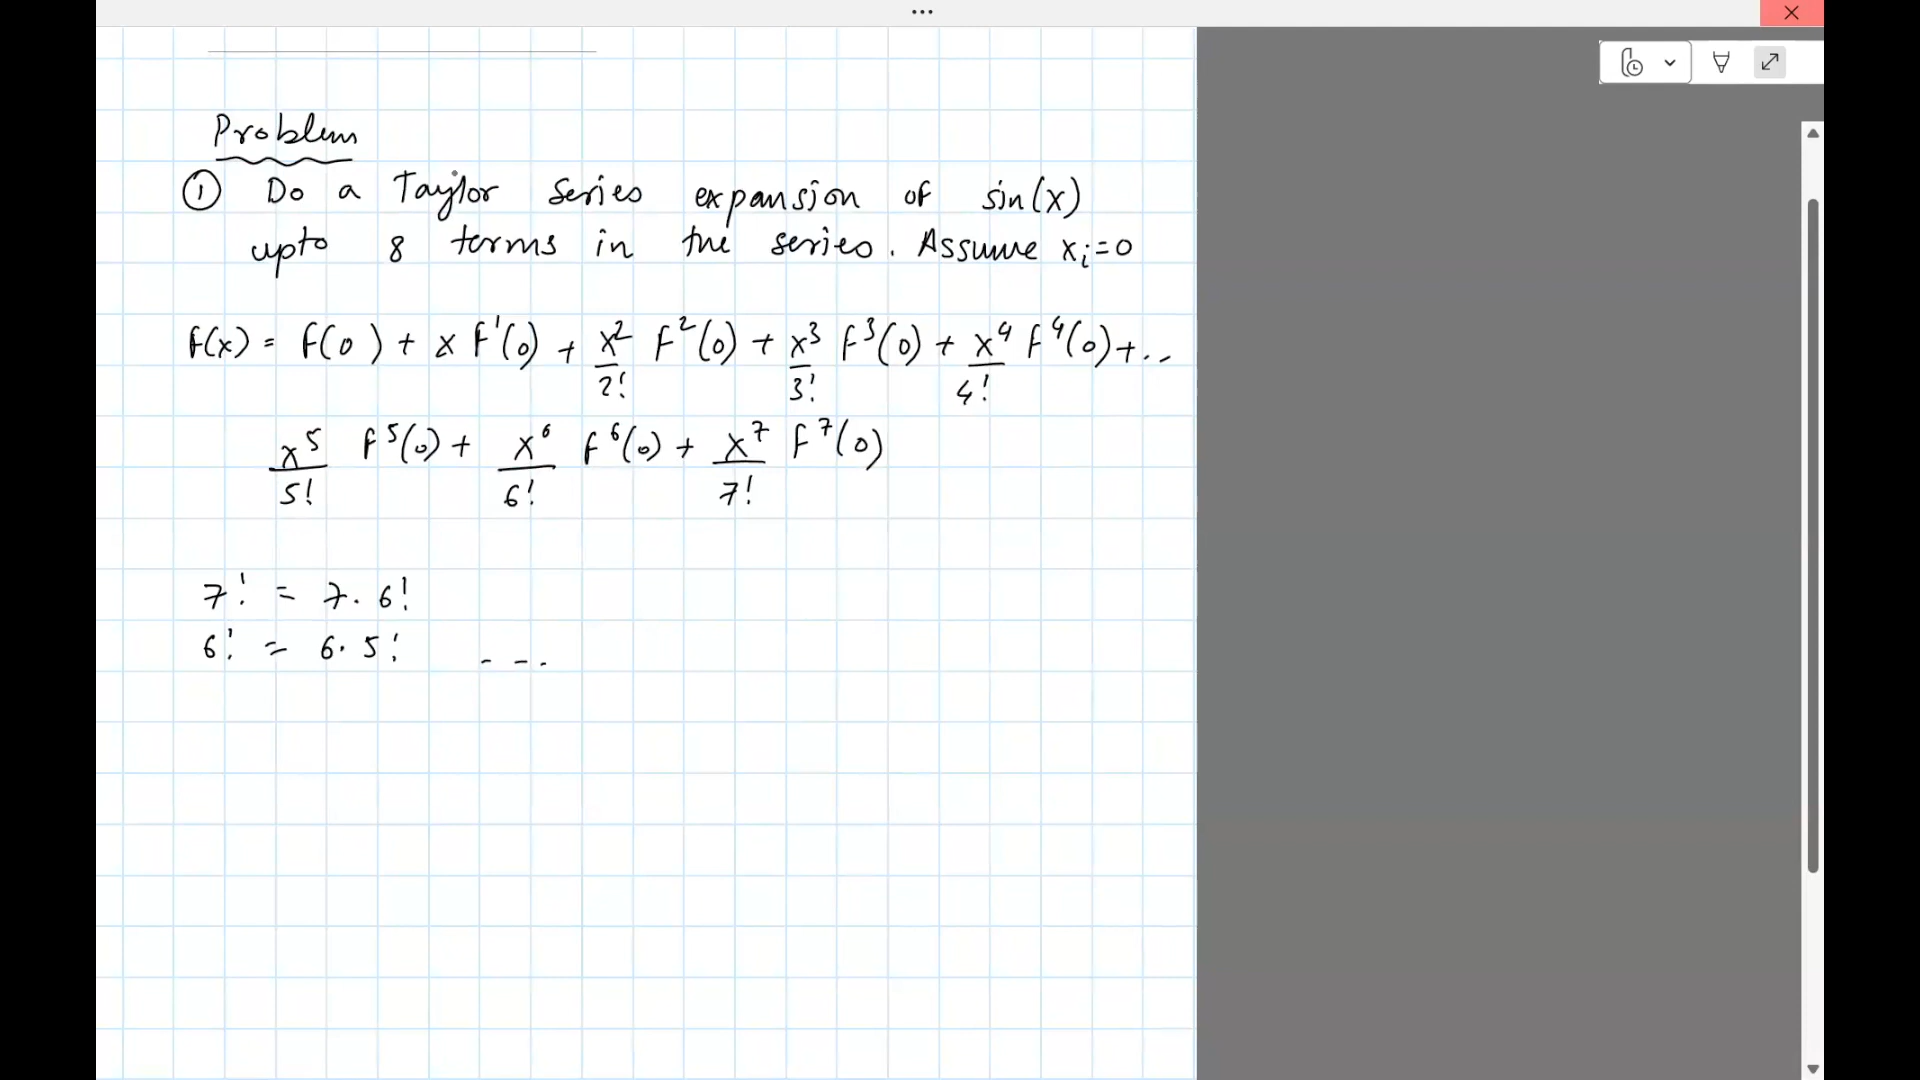 Problem
① Do a Taylor Series expansion of sin(x)
upto 8 terms in the series. Assume xᵢ=0
f(x) = f(0) + x f'(0) + x²/2! f²(0) + x³/3! f³(0) + x⁴/4! f⁴(0)+..
x⁵/5! f⁵(0) + x⁶/6! f⁶(0) + x⁷/7! f⁷(0)
7! = 7. 6!
6! = 6. 5! - - .